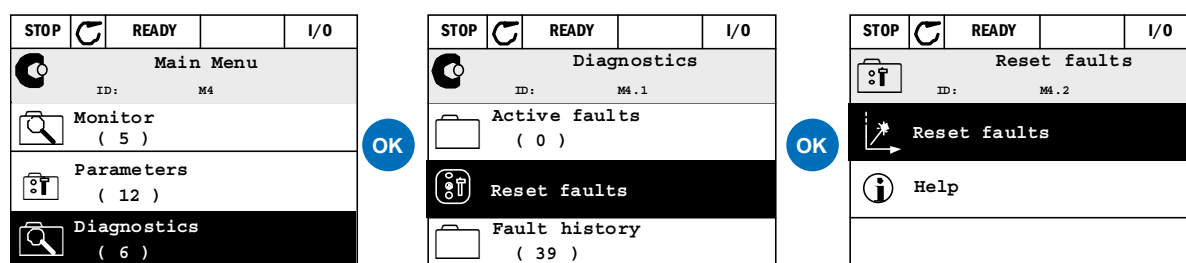 STOP READY I/O
Main Menu
ID: M4
Monitor
( 5 )
Parameters
( 12 )
Diagnostics
( 6 )
OK
STOP READY I/O
Diagnostics
ID: M4.1
Active faults
( 0 )
Reset faults
Fault history
( 39 )
OK
STOP READY I/O
Reset faults
ID: M4.2
Reset faults
Help